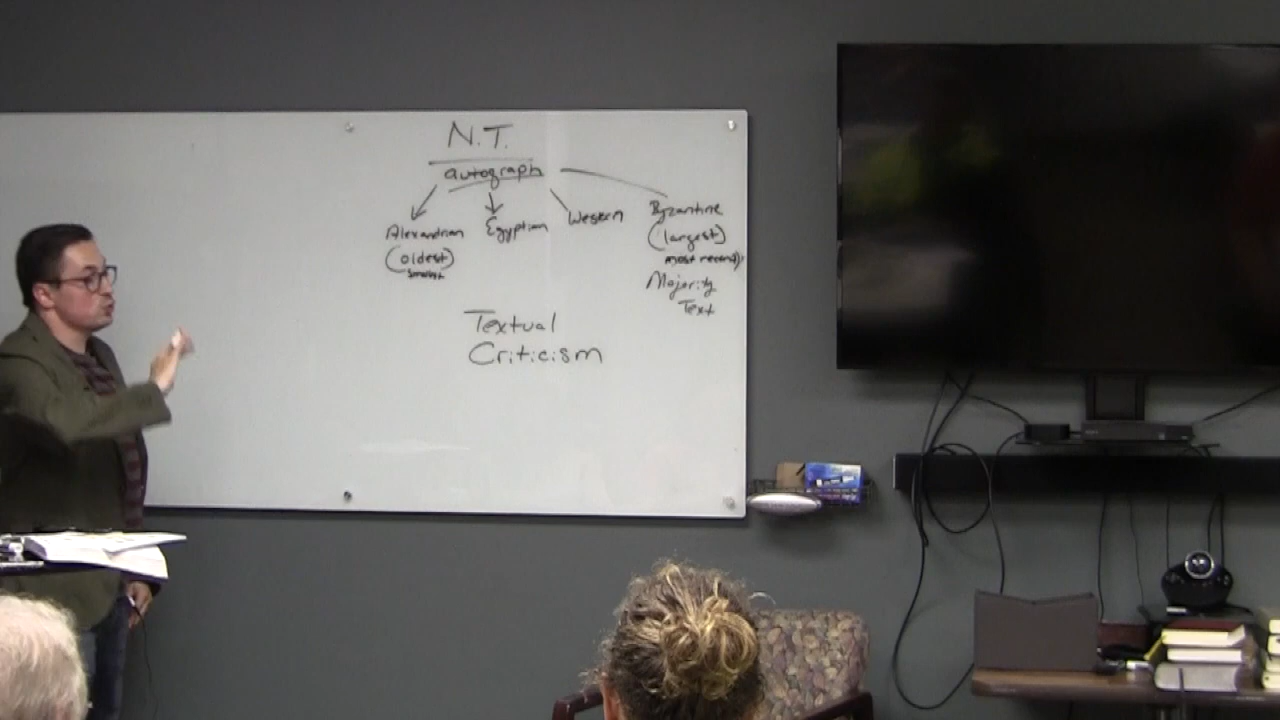 N.T.
autograph
Alexandrian
(oldest)
smallest
Egyptian
Western
Byzantine
(largest)
most recent)
Majority
Text
Textual
Criticism